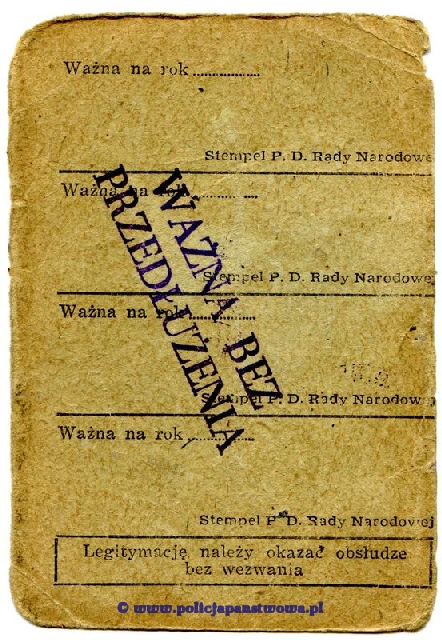 Ważna na rok ..............
Stempel P. D. Rady Narodowe
Ważna na rok ........ ...
Stempel P. D. Rady Narodowej
Ważna na rok ..............
Stempel P. D. Rady Narodowej
Ważna na rok ..............
Stempel P. D. Rady Narodowej
WAŻNA BEZ
PRZEDŁUŻENIA
Legitymację należy okazać obsłudze
bez wezwania
© www.policjapanstwowa.pl